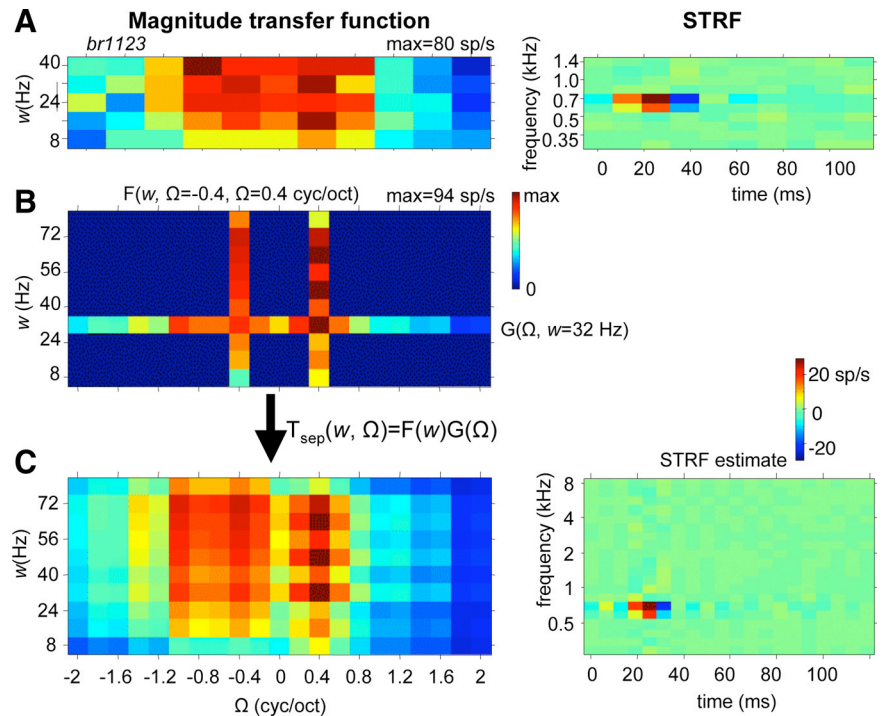 A
Magnitude transfer function
STRF
br1123
max=80 sp/s
w(Hz)
40
24
8
frequency (kHz)
1.4
1.0
0.7
0.5
0.35
0 20 40 60 80 100
time (ms)
B
F(w, Ω=-0.4, Ω=0.4 cyc/oct)
max=94 sp/s
w (Hz)
72
56
40
24
8
max
0
G(Ω, w=32 Hz)
Tsep(w, Ω)=F(w)G(Ω)
20 sp/s
0
-20
C
w(Hz)
72
56
40
24
8
-2 -1.6 -1.2 -0.8 -0.4 0 0.4 0.8 1.2 1.6 2
Ω (cyc/oct)
STRF estimate
frequency (kHz)
8
4
2
1
0.5
0 20 40 60 80 100
time (ms)